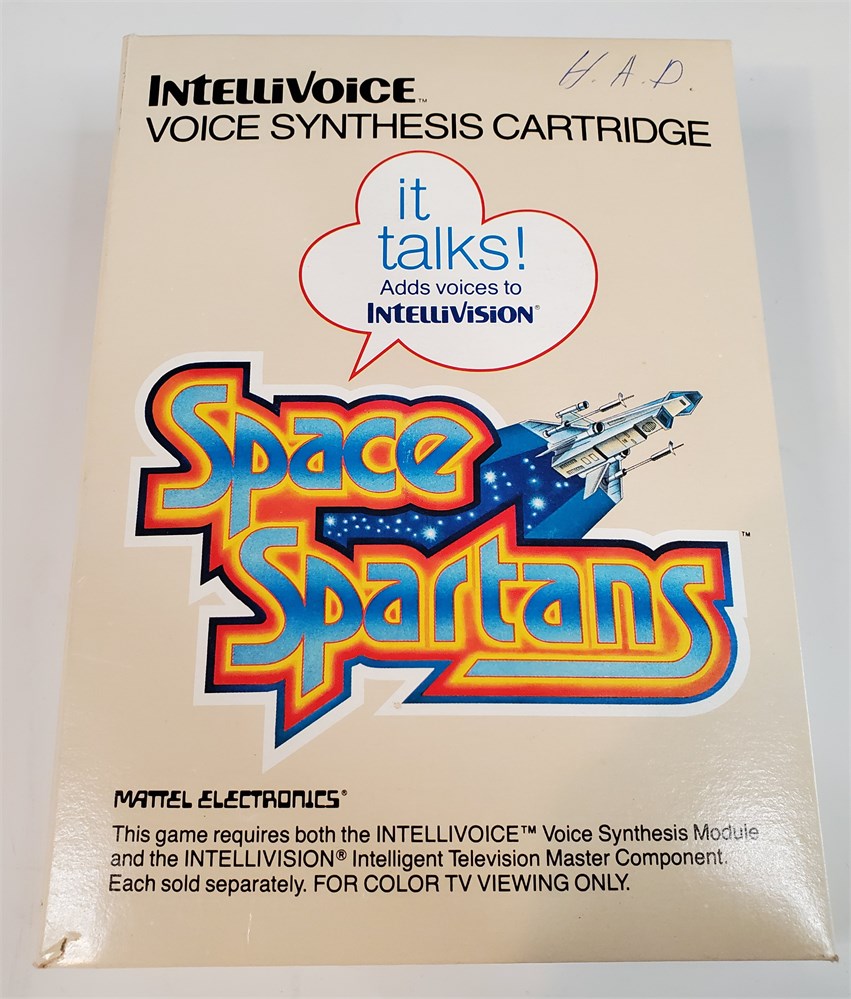 H. A. D.
INTELLIVOICE™
VOICE SYNTHESIS CARTRIDGE
it
talks!
Adds voices to
INTELLIVISION®
Space
Spartans™
MATTEL ELECTRONICS®
This game requires both the INTELLIVOICE™ Voice Synthesis Module
and the INTELLIVISION® Intelligent Television Master Component.
Each sold separately. FOR COLOR TV VIEWING ONLY.